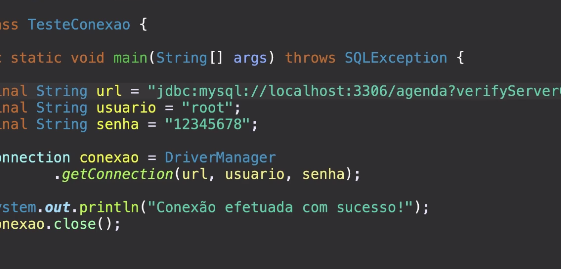 ass TesteConexao {
c static void main(String[] args) throws SQLException {
inal String url = "jdbc:mysql://localhost:3306/agenda?verifyServer
inal String usuario = "root";
inal String senha = "12345678";
onnection conexao = DriverManager
.getConnection(url, usuario, senha);
ystem.out.println("Conexão efetuada com sucesso!");
onexao.close();